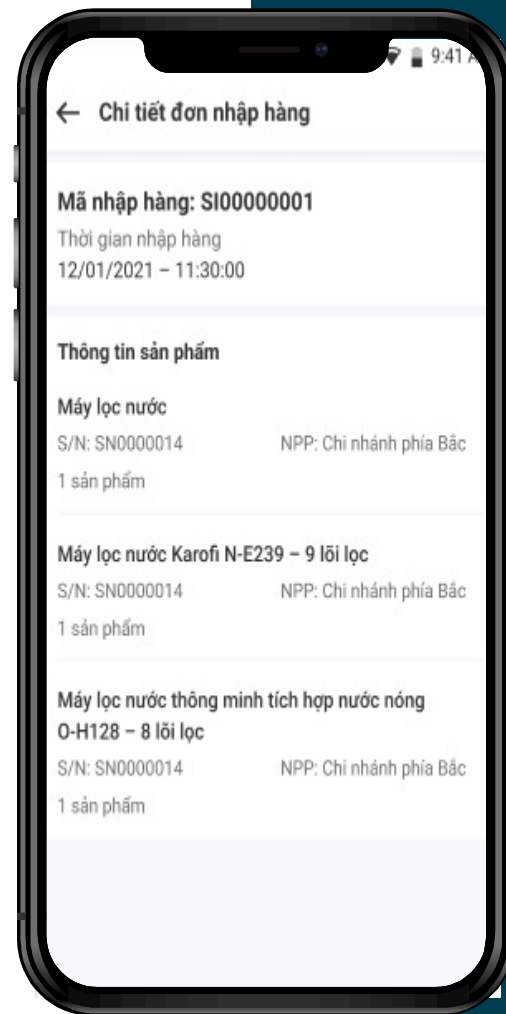 9:41 A
← Chi tiết đơn nhập hàng
Mã nhập hàng: SI00000001
Thời gian nhập hàng
12/01/2021 – 11:30:00
Thông tin sản phẩm
Máy lọc nước
S/N: SN0000014 NPP: Chi nhánh phía Bắc
1 sản phẩm
Máy lọc nước Karofi N-E239 – 9 lõi lọc
S/N: SN0000014 NPP: Chi nhánh phía Bắc
1 sản phẩm
Máy lọc nước thông minh tích hợp nước nóng
O-H128 – 8 lõi lọc
S/N: SN0000014 NPP: Chi nhánh phía Bắc
1 sản phẩm